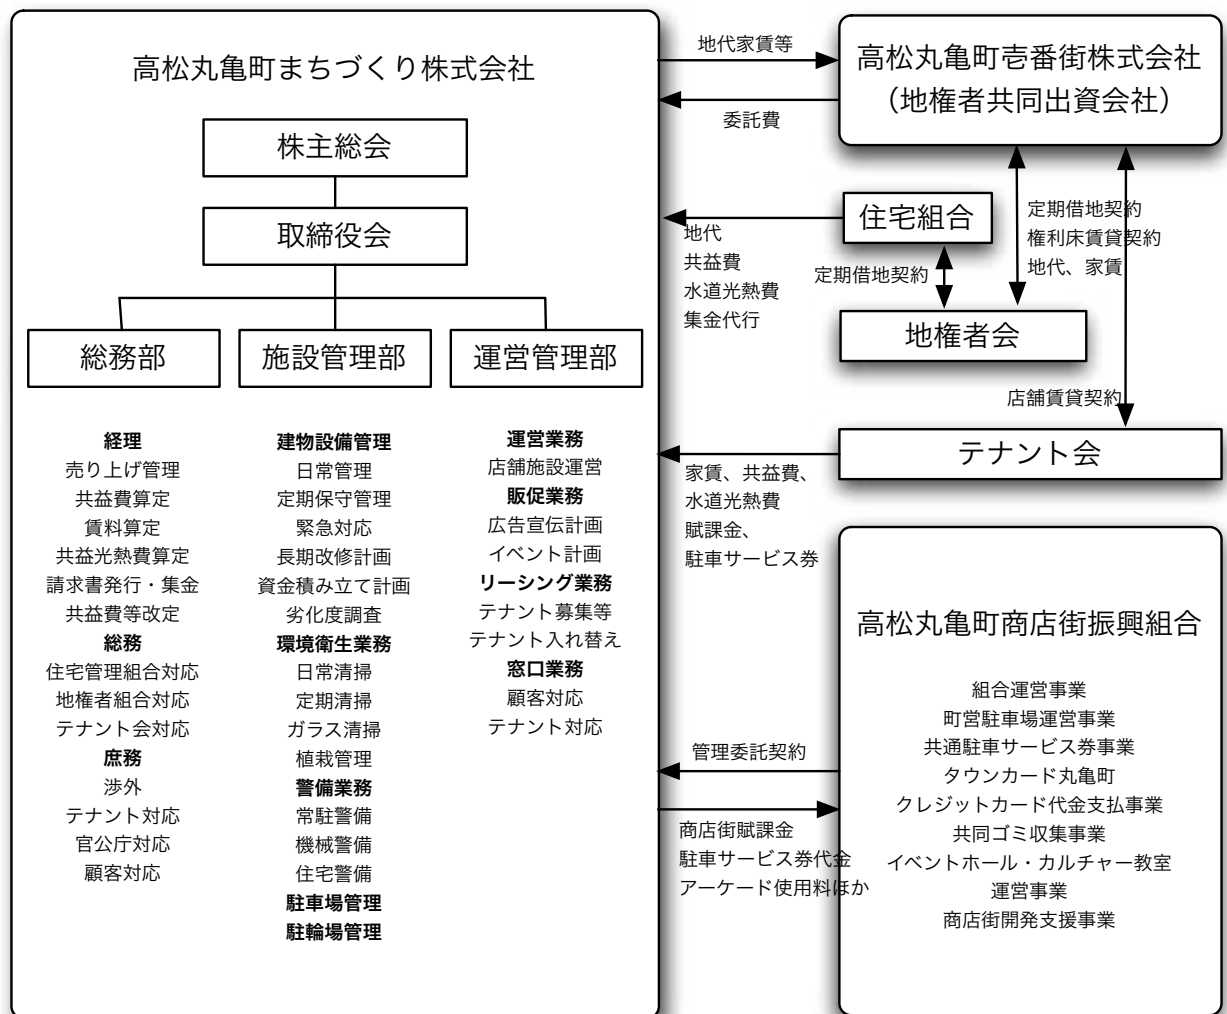 高松丸亀町まちづくり株式会社
株主総会
取締役会
総務部
施設管理部
運営管理部
経理
売り上げ管理
共益費算定
賃料算定
共益光熱費算定
請求書発行・集金
共益費等改定
総務
住宅管理組合対応
地権者組合対応
テナント会対応
庶務
渉外
テナント対応
官公庁対応
顧客対応
建物設備管理
日常管理
定期保守管理
緊急対応
長期改修計画
資金積み立て計画
劣化度調査
環境衛生業務
日常清掃
定期清掃
ガラス清掃
植栽管理
警備業務
常駐警備
機械警備
住宅警備
駐車場管理
駐輪場管理
運営業務
店舗施設運営
販促業務
広告宣伝計画
イベント計画
リーシング業務
テナント募集等
テナント入れ替え
窓口業務
顧客対応
テナント対応
地代家賃等
委託費
高松丸亀町壱番街株式会社
（地権者共同出資会社）
住宅組合
地代
共益費
水道光熱費
集金代行
定期借地契約
定期借地契約
権利床賃貸契約
地代、家賃
地権者会
店舗賃貸契約
テナント会
家賃、共益費、
水道光熱費
賦課金、
駐車サービス券
管理委託契約
商店街賦課金
駐車サービス券代金
アーケード使用料ほか
高松丸亀町商店街振興組合
組合運営事業
町営駐車場運営事業
共通駐車サービス券事業
タウンカード丸亀町
クレジットカード代金支払事業
共同ゴミ収集事業
イベントホール・カルチャー教室
運営事業
商店街開発支援事業